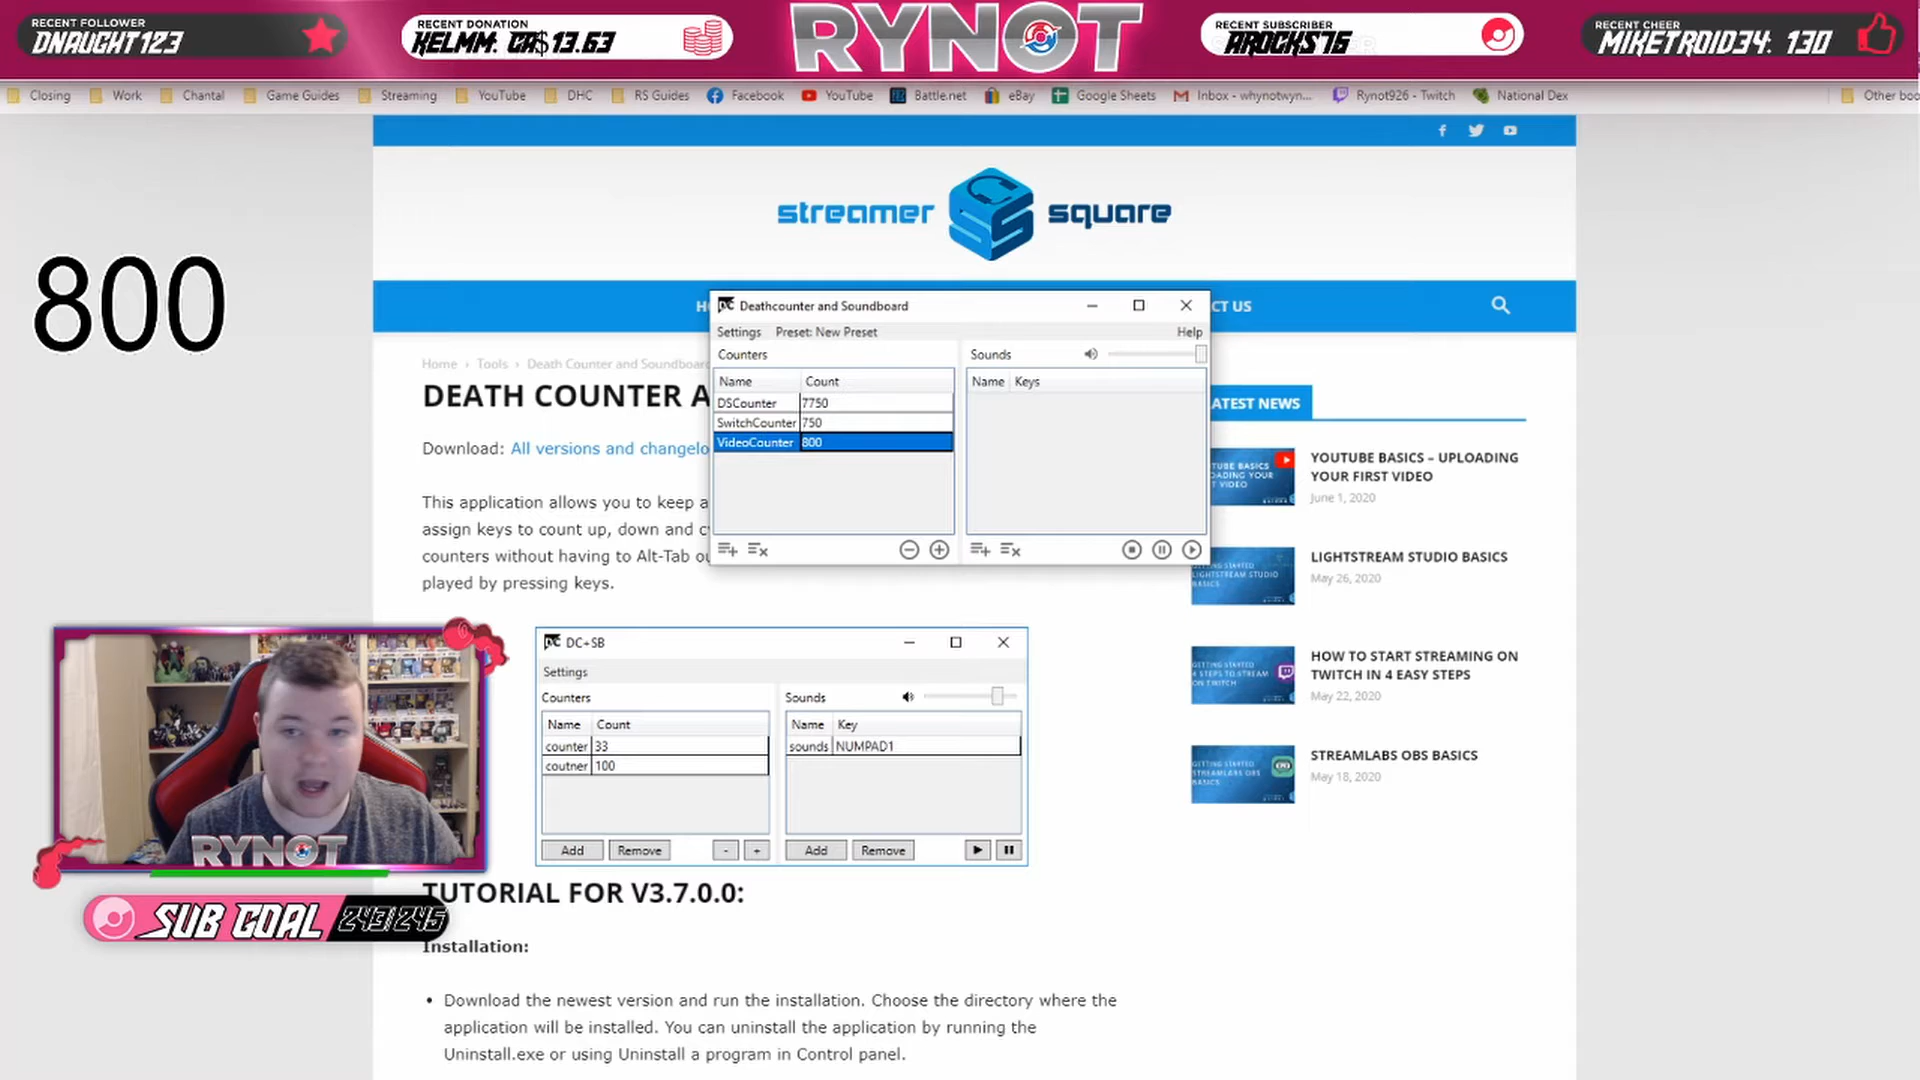 RECENT FOLLOWER
DNAUGHT123
RECENT DONATION
KELMM: CA$13.63
RYNOT
RECENT SUBSCRIBER
AROCKS76
RECENT CHEER
MIKETROID34: 130
Closing
Work
Chantal
Game Guides
Streaming
YouTube
DHC
RS Guides
Facebook
YouTube
Battle.net
eBay
Google Sheets
Inbox - whynotwyn...
Rynot926 - Twitch
National Dex
Other boo
streamer square
800
CT US
Deathcounter and Soundboard
Settings Preset: New Preset Help
Counters
Name Count
DSCounter 7750
SwitchCounter 750
VideoCounter 800
Sounds
Name Keys
Home › Tools › Death Counter and Soundboar
DEATH COUNTER A
Download: All versions and changelo
This application allows you to keep a
assign keys to count up, down and c
counters without having to Alt-Tab ou
played by pressing keys.
ATEST NEWS
YOUTUBE BASICS – UPLOADING
YOUR FIRST VIDEO
June 1, 2020
LIGHTSTREAM STUDIO BASICS
May 26, 2020
HOW TO START STREAMING ON
TWITCH IN 4 EASY STEPS
May 22, 2020
STREAMLABS OBS BASICS
May 18, 2020
DC+SB
Settings
Counters
Name Count
counter 33
coutner 100
Add Remove - +
Sounds
Name Key
sounds NUMPAD1
Add Remove
RYNOT
SUB GOAL 243/245
TUTORIAL FOR V3.7.0.0:
Installation:
• Download the newest version and run the installation. Choose the directory where the
application will be installed. You can uninstall the application by running the
Uninstall.exe or using Uninstall a program in Control panel.